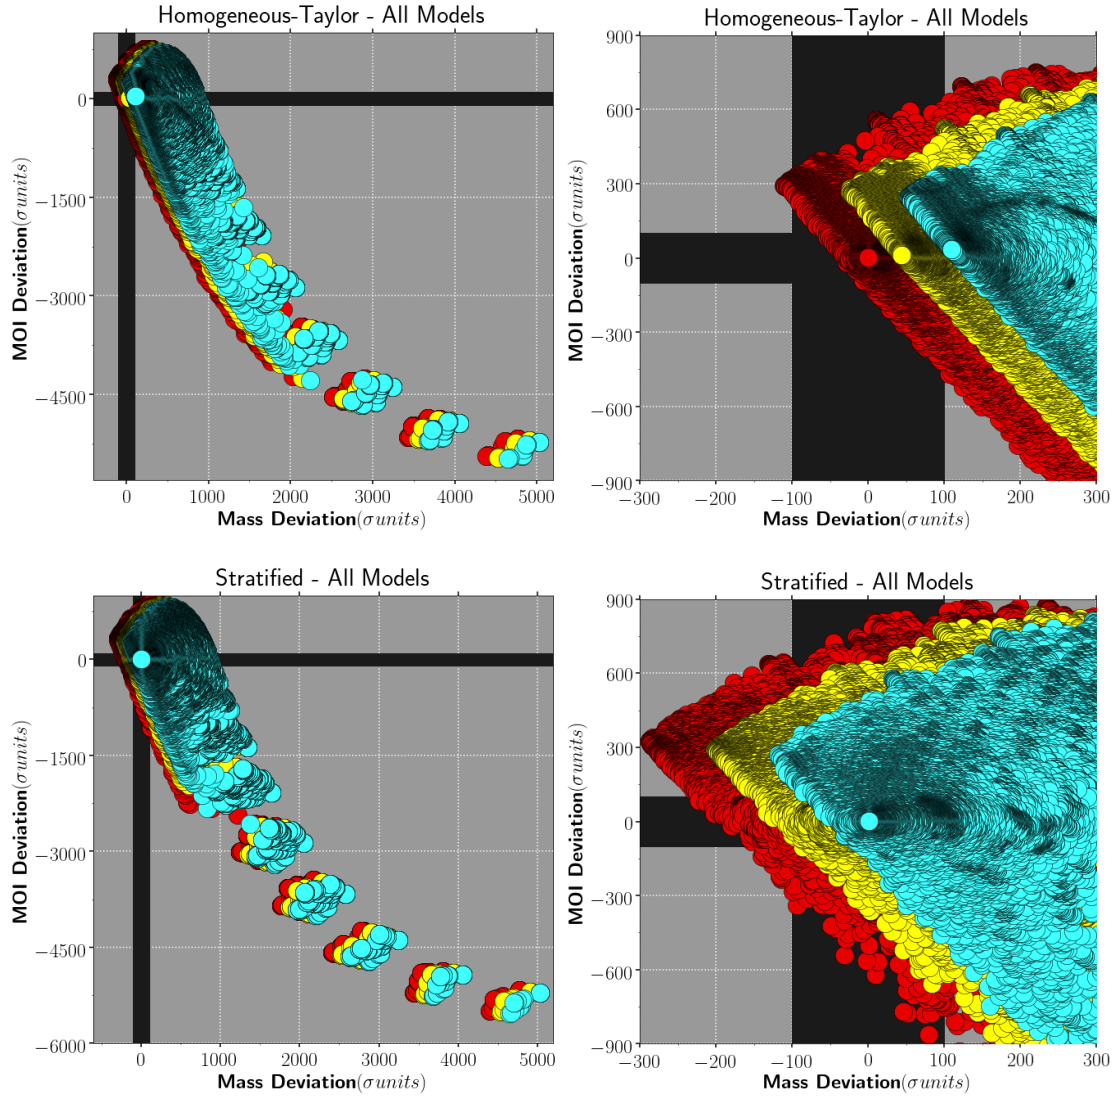 Homogeneous-Taylor - All Models
0
−1500
−3000
−4500
MOI Deviation(σunits)
0 1000 2000 3000 4000 5000
Mass Deviation(σunits)
Homogeneous-Taylor - All Models
900
600
300
0
−300
−600
−900
MOI Deviation(σunits)
−300 −200 −100 0 100 200 300
Mass Deviation(σunits)
Stratified - All Models
0
−1500
−3000
−4500
−6000
MOI Deviation(σunits)
0 1000 2000 3000 4000 5000
Mass Deviation(σunits)
Stratified - All Models
900
600
300
0
−300
−600
−900
MOI Deviation(σunits)
−300 −200 −100 0 100 200 300
Mass Deviation(σunits)